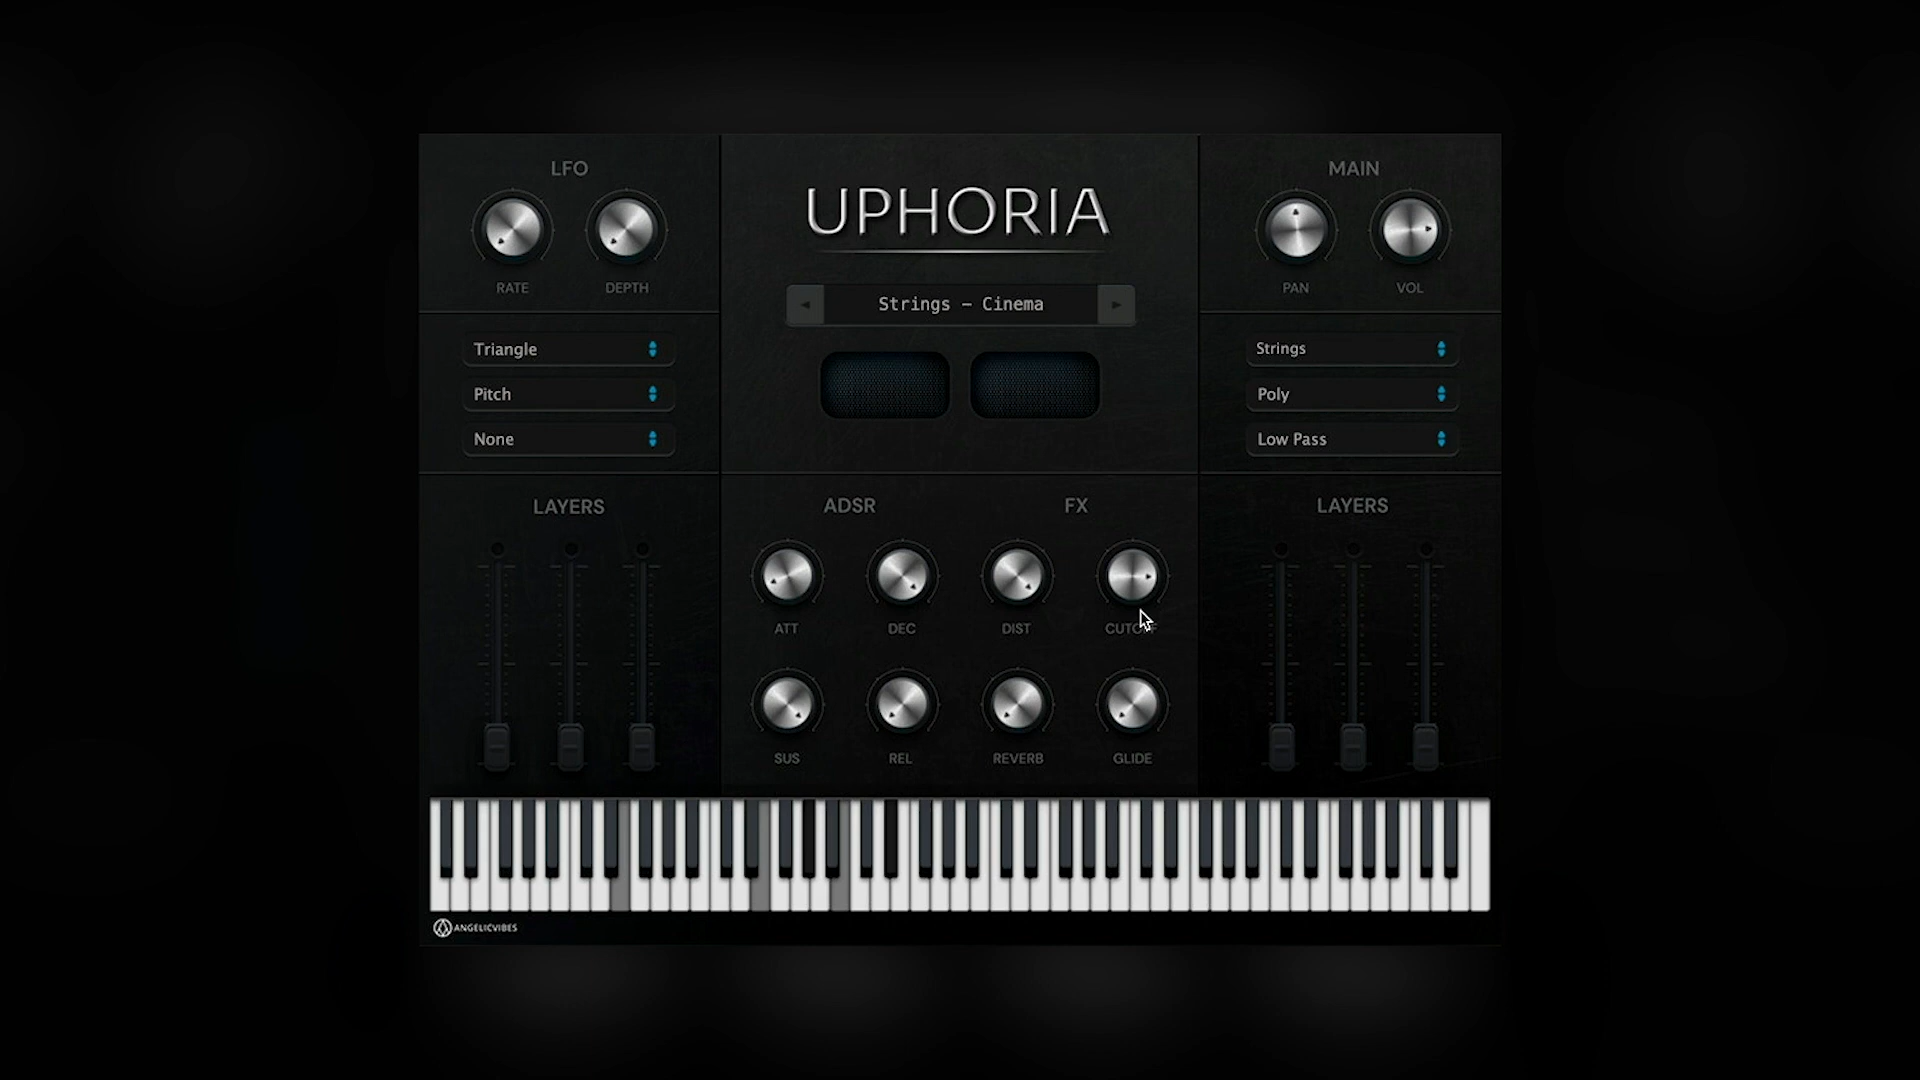 LFO
RATE
DEPTH
Triangle
Pitch
None
UPHORIA
Strings – Cinema
MAIN
PAN
VOL
Strings
Poly
Low Pass
LAYERS
ADSR
FX
LAYERS
ATT
DEC
DIST
CUTOFF
SUS
REL
REVERB
GLIDE
ANGELICVIBES